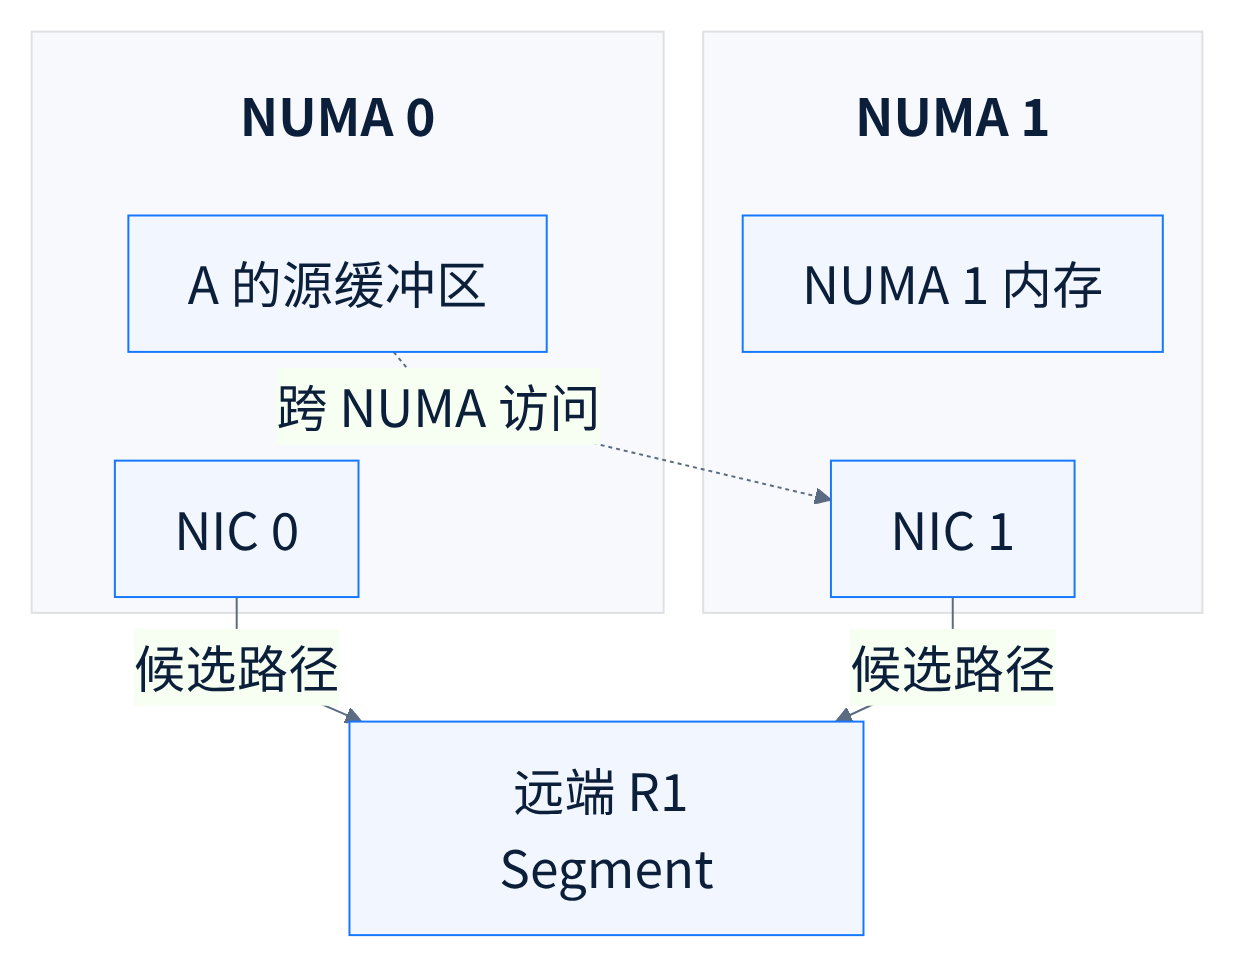 NUMA 0
NUMA 1
A 的源缓冲区
NUMA 1 内存
跨 NUMA 访问
NIC 0
NIC 1
候选路径
候选路径
远端 R1
Segment